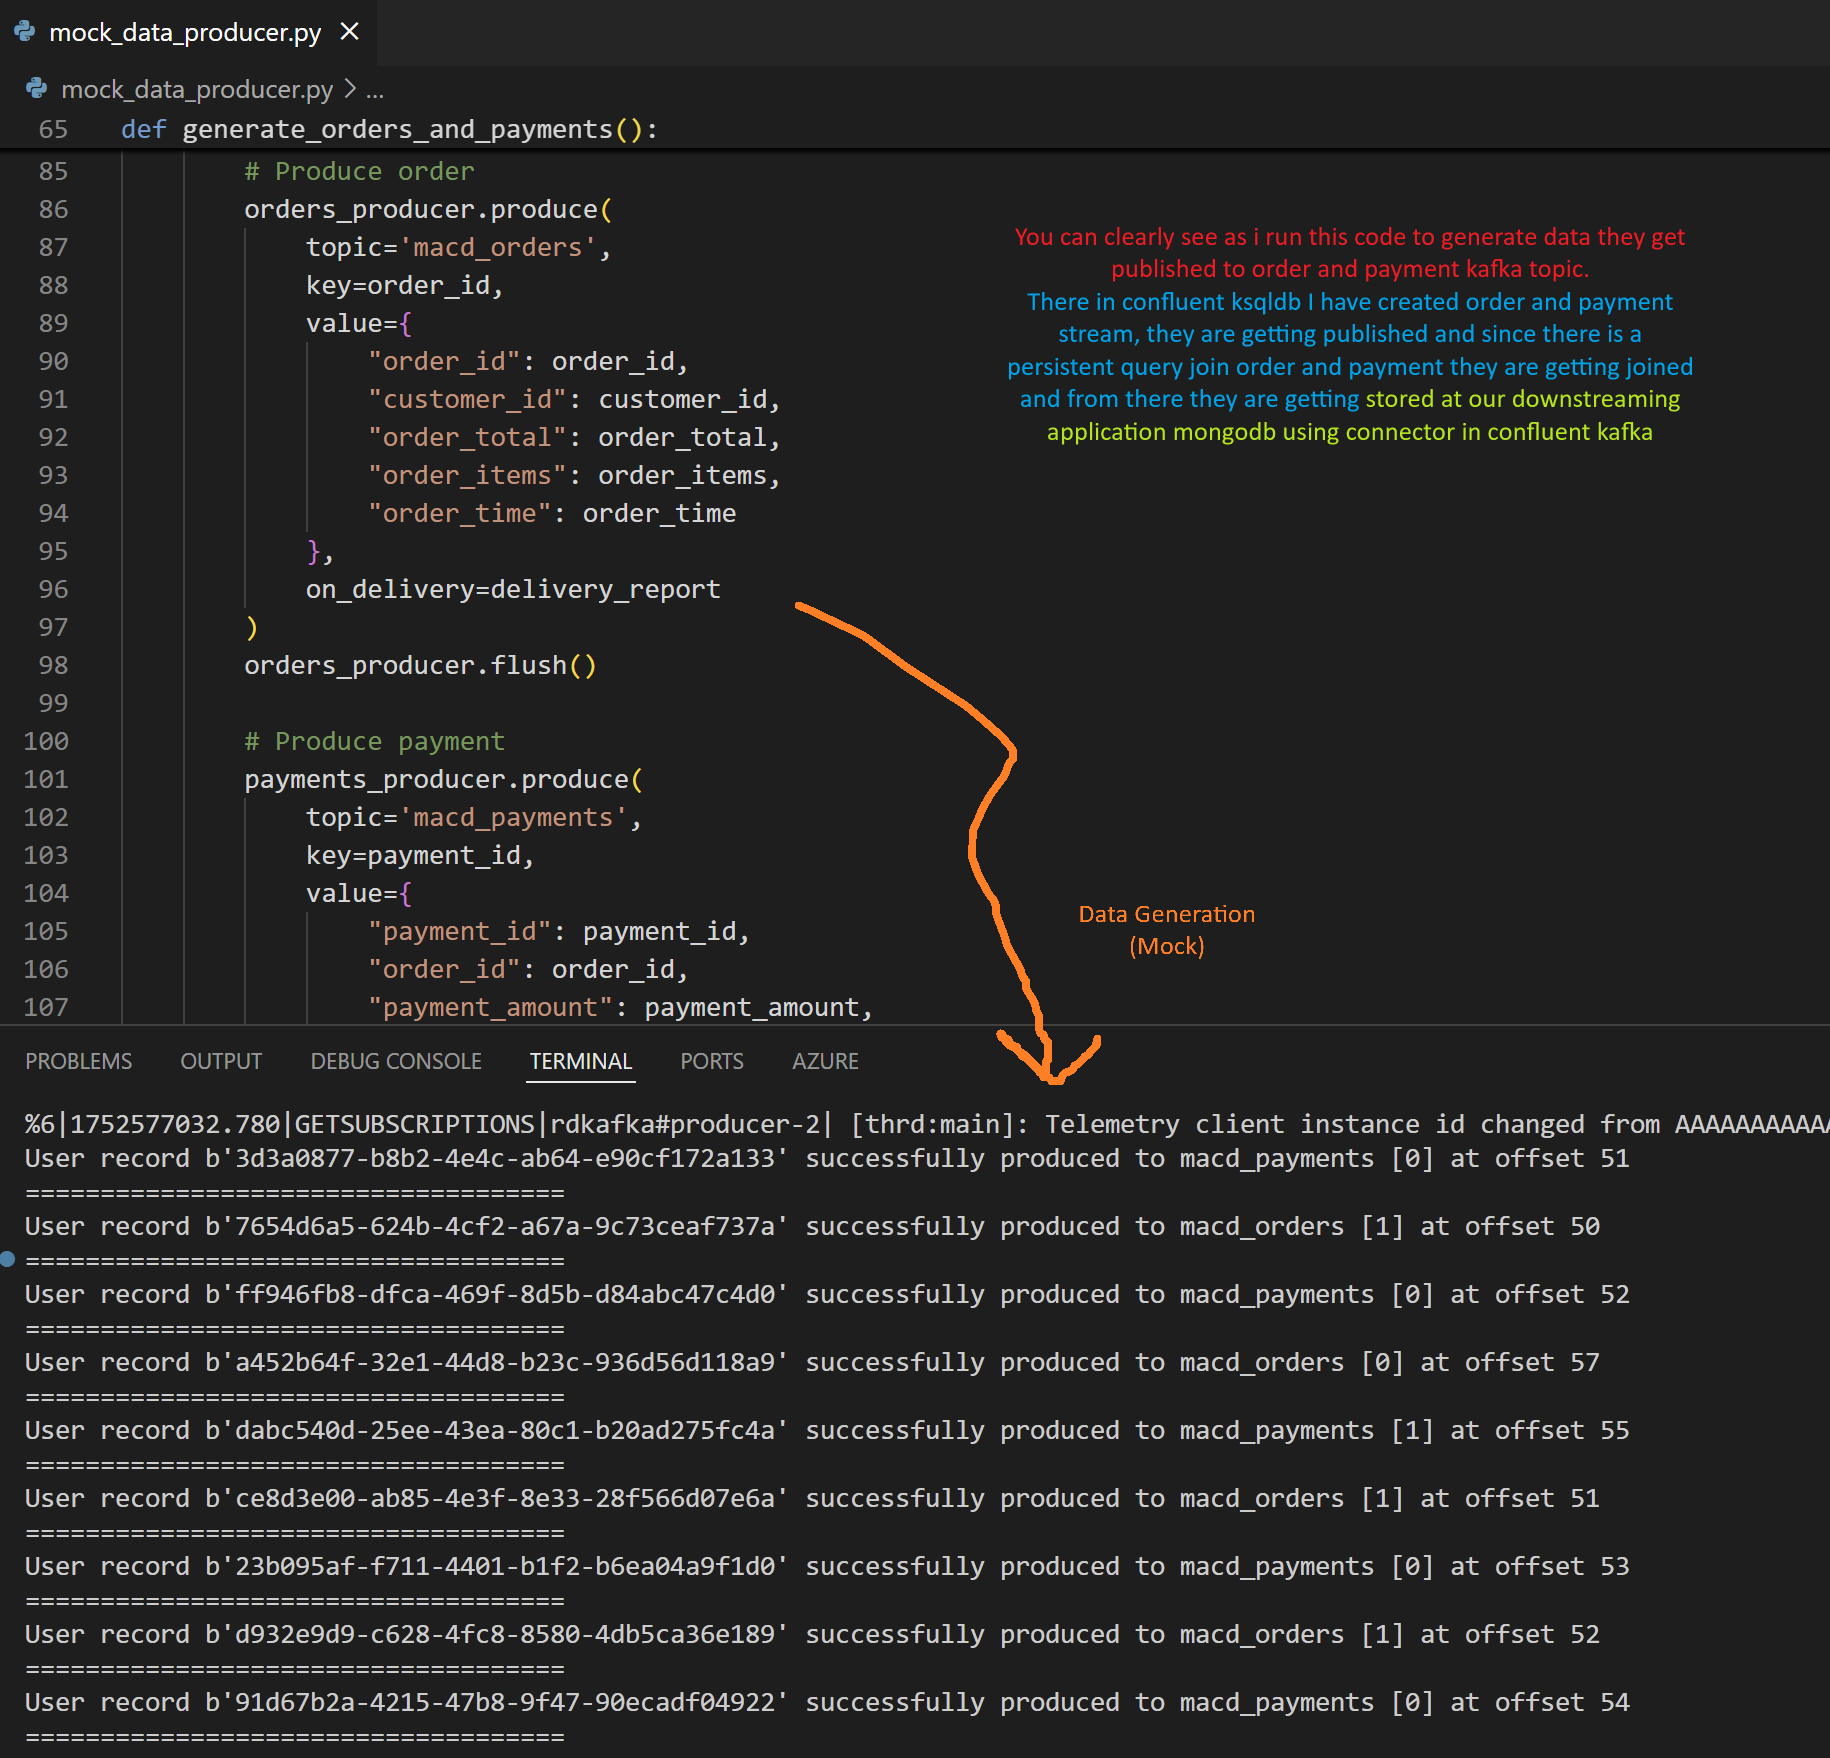 mock_data_producer.py ×
mock_data_producer.py > ...
65 def generate_orders_and_payments():
85 # Produce order
86 orders_producer.produce(
87 topic='macd_orders',
88 key=order_id,
89 value={
90 "order_id": order_id,
91 "customer_id": customer_id,
92 "order_total": order_total,
93 "order_items": order_items,
94 "order_time": order_time
95 },
96 on_delivery=delivery_report
97 )
98 orders_producer.flush()
99
100 # Produce payment
101 payments_producer.produce(
102 topic='macd_payments',
103 key=payment_id,
104 value={
105 "payment_id": payment_id,
106 "order_id": order_id,
107 "payment_amount": payment_amount,
You can clearly see as i run this code to generate data they get
published to order and payment kafka topic.
There in confluent ksqldb I have created order and payment
stream, they are getting published and since there is a
persistent query join order and payment they are getting joined
and from there they are getting stored at our downstreaming
application mongodb using connector in confluent kafka
Data Generation
(Mock)
PROBLEMS OUTPUT DEBUG CONSOLE TERMINAL PORTS AZURE
%6|1752577032.780|GETSUBSCRIPTIONS|rdkafka#producer-2| [thrd:main]: Telemetry client instance id changed from AAAAAAAAAAA
User record b'3d3a0877-b8b2-4e4c-ab64-e90cf172a133' successfully produced to macd_payments [0] at offset 51
====================================
User record b'7654d6a5-624b-4cf2-a67a-9c73ceaf737a' successfully produced to macd_orders [1] at offset 50
====================================
User record b'ff946fb8-dfca-469f-8d5b-d84abc47c4d0' successfully produced to macd_payments [0] at offset 52
====================================
User record b'a452b64f-32e1-44d8-b23c-936d56d118a9' successfully produced to macd_orders [0] at offset 57
====================================
User record b'dabc540d-25ee-43ea-80c1-b20ad275fc4a' successfully produced to macd_payments [1] at offset 55
====================================
User record b'ce8d3e00-ab85-4e3f-8e33-28f566d07e6a' successfully produced to macd_orders [1] at offset 51
====================================
User record b'23b095af-f711-4401-b1f2-b6ea04a9f1d0' successfully produced to macd_payments [0] at offset 53
====================================
User record b'd932e9d9-c628-4fc8-8580-4db5ca36e189' successfully produced to macd_orders [1] at offset 52
====================================
User record b'91d67b2a-4215-47b8-9f47-90ecadf04922' successfully produced to macd_payments [0] at offset 54
====================================